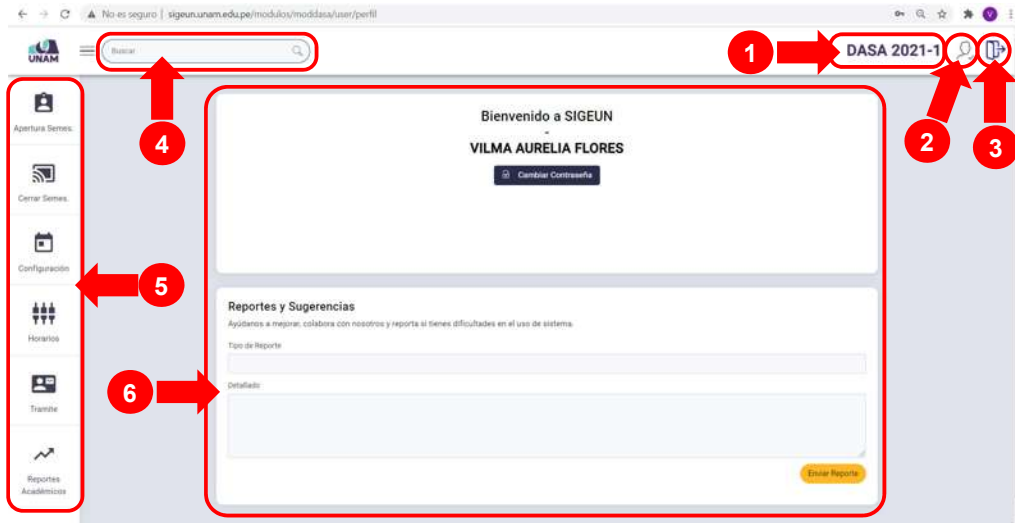 No es seguro | sigeun.unam.edu.pe/modulos/moddasa/user/perfil
V
UNAM
Buscar
1
DASA 2021-1
4
2
3
Apertura Semes.
Cerrar Semes.
Configuración
Horarios
Tramite
Reportes
Académicos
5
6
Bienvenido a SIGEUN
-
VILMA AURELIA FLORES
Cambiar Contraseña
Reportes y Sugerencias
Ayúdanos a mejorar, colabora con nosotros y reporta si tienes dificultades en el uso de sistema.
Tipo de Reporte
Detallado
Enviar Reporte